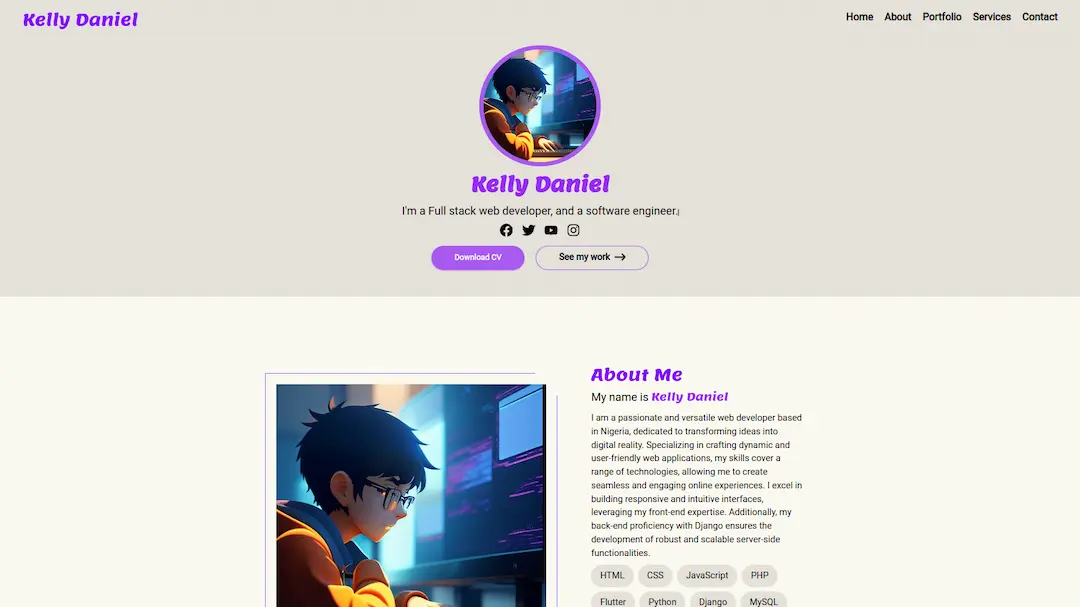 Kelly Daniel
Home About Portfolio Services Contact
Kelly Daniel
I'm a Full stack web developer, and a software engineer.|
Download CV
See my work →
About Me
My name is Kelly Daniel
I am a passionate and versatile web developer based
in Nigeria, dedicated to transforming ideas into
digital reality. Specializing in crafting dynamic and
user-friendly web applications, my skills cover a
range of technologies, allowing me to create
seamless and engaging online experiences. I excel in
building responsive and intuitive interfaces,
leveraging my front-end expertise. Additionally, my
back-end proficiency with Django ensures the
development of robust and scalable server-side
functionalities.
HTML CSS JavaScript PHP
Flutter Python Django MySQL